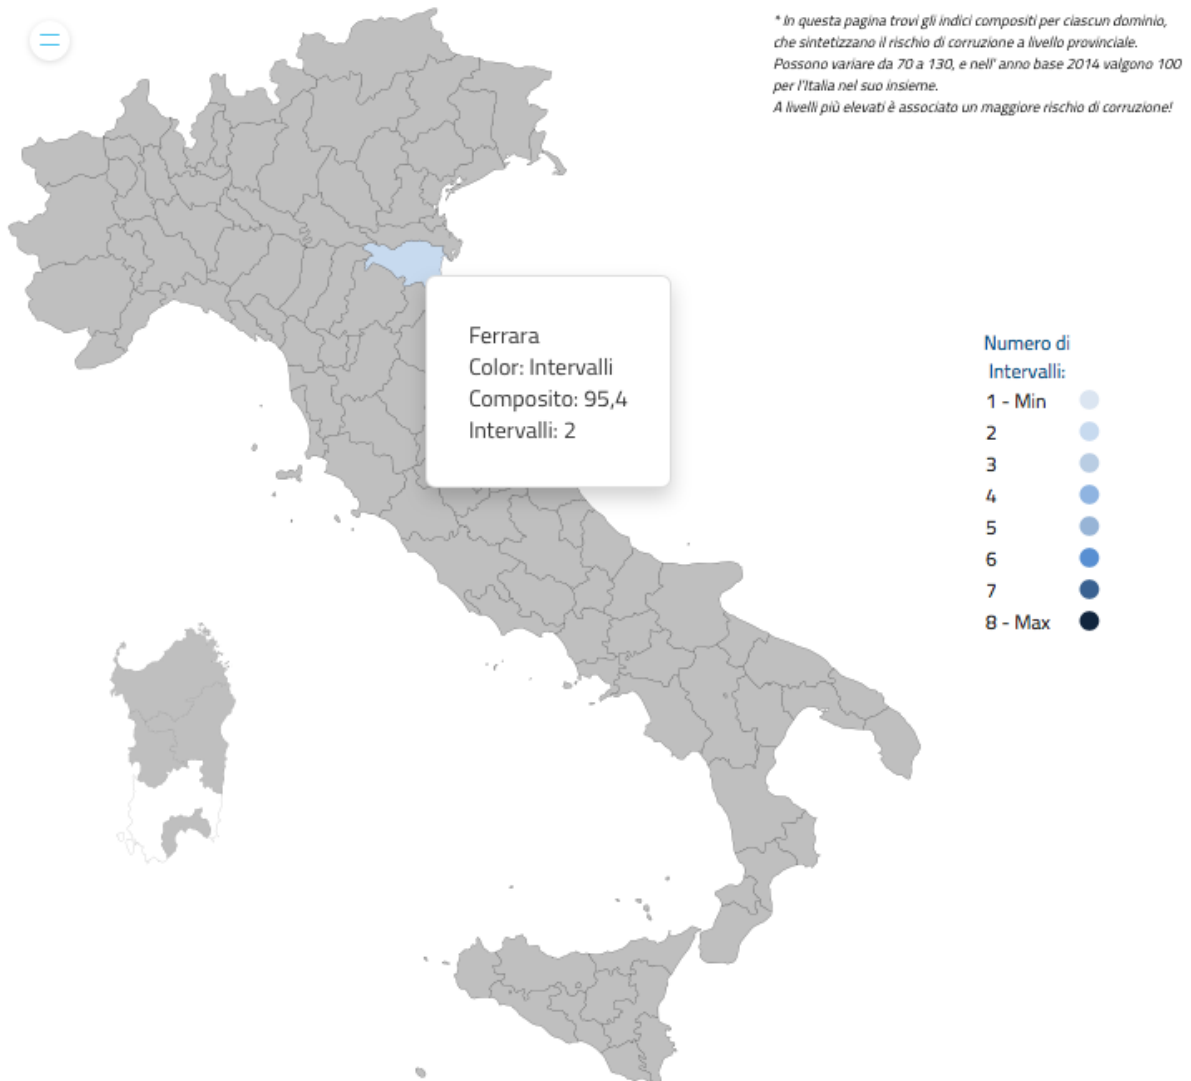 * In questa pagina trovi gli indici compositi per ciascun dominio,
che sintetizzano il rischio di corruzione a livello provinciale.
Possono variare da 70 a 130, e nell' anno base 2014 valgono 100
per l'Italia nel suo insieme.
A livelli più elevati è associato un maggiore rischio di corruzione!
Ferrara
Color: Intervalli
Composito: 95,4
Intervalli: 2
Numero di
Intervalli:
1 - Min
2
3
4
5
6
7
8 - Max